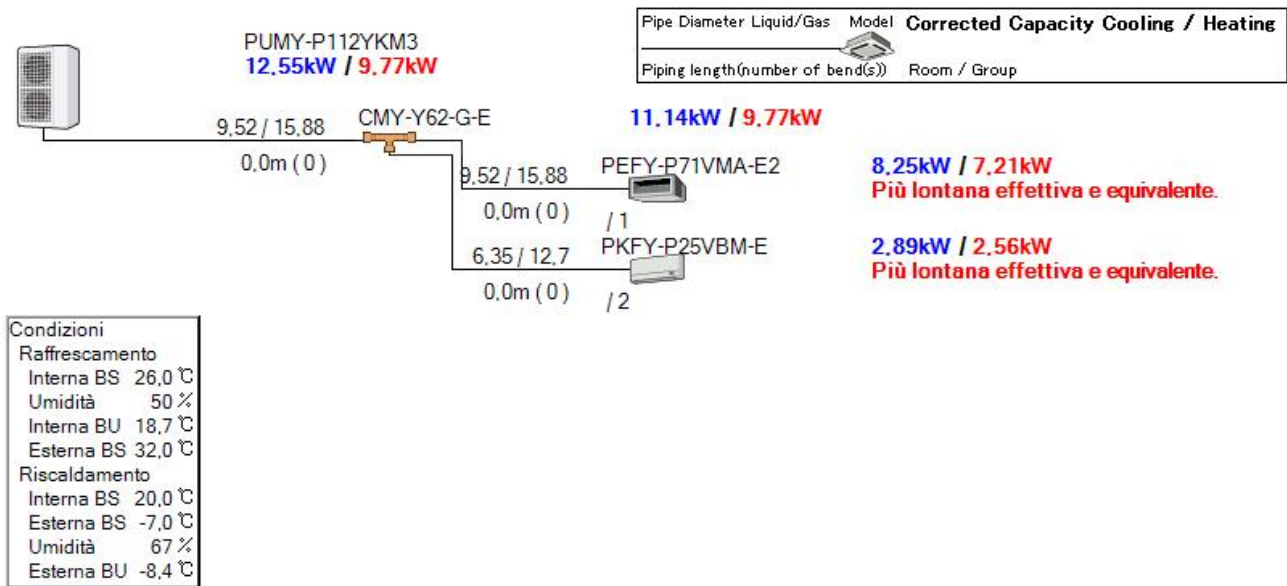 Pipe Diameter Liquid/Gas Model Corrected Capacity Cooling / Heating
Piping length(number of bend(s)) Room / Group
PUMY-P112YKM3
12,55kW / 9,77kW
9,52 / 15,88 CMY-Y62-G-E 11,14kW / 9,77kW
0,0m ( 0 )
9,52 / 15,88 PEFY-P71VMA-E2 8,25kW / 7,21kW
Più lontana effettiva e equivalente.
0,0m ( 0 ) / 1
6,35 / 12,7 PKFY-P25VBM-E 2,89kW / 2,56kW
Più lontana effettiva e equivalente.
0,0m ( 0 ) / 2
Condizioni
Raffrescamento
Interna BS 26,0 ℃
Umidità 50 %
Interna BU 18,7 ℃
Esterna BS 32,0 ℃
Riscaldamento
Interna BS 20,0 ℃
Esterna BS -7,0 ℃
Umidità 67 %
Esterna BU -8,4 ℃